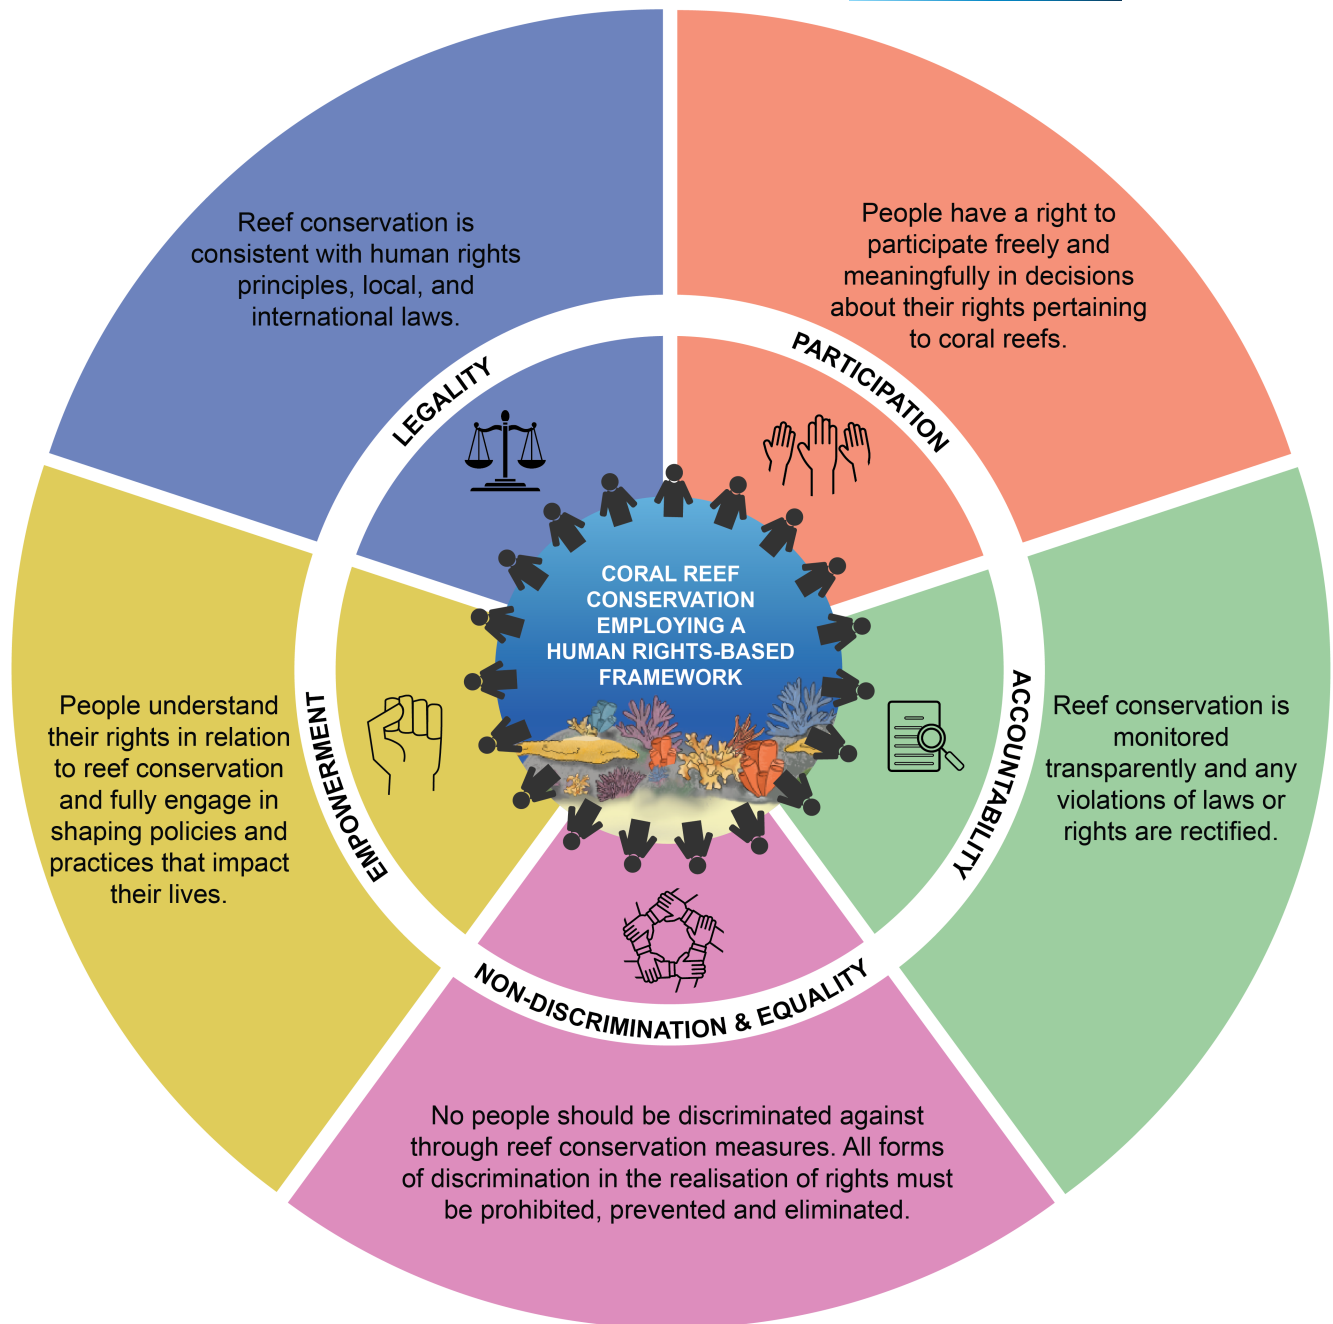 Reef conservation is
consistent with human rights
principles, local, and
international laws.
LEGALITY
People have a right to
participate freely and
meaningfully in decisions
about their rights pertaining
to coral reefs.
PARTICIPATION
CORAL REEF
CONSERVATION
EMPLOYING A
HUMAN RIGHTS-BASED
FRAMEWORK
People understand
their rights in relation
to reef conservation
and fully engage in
shaping policies and
practices that impact
their lives.
EMPOWERMENT
ACCOUNTABILITY
Reef conservation is
monitored
transparently and any
violations of laws or
rights are rectified.
NON-DISCRIMINATION & EQUALITY
No people should be discriminated against
through reef conservation measures. All forms
of discrimination in the realisation of rights must
be prohibited, prevented and eliminated.